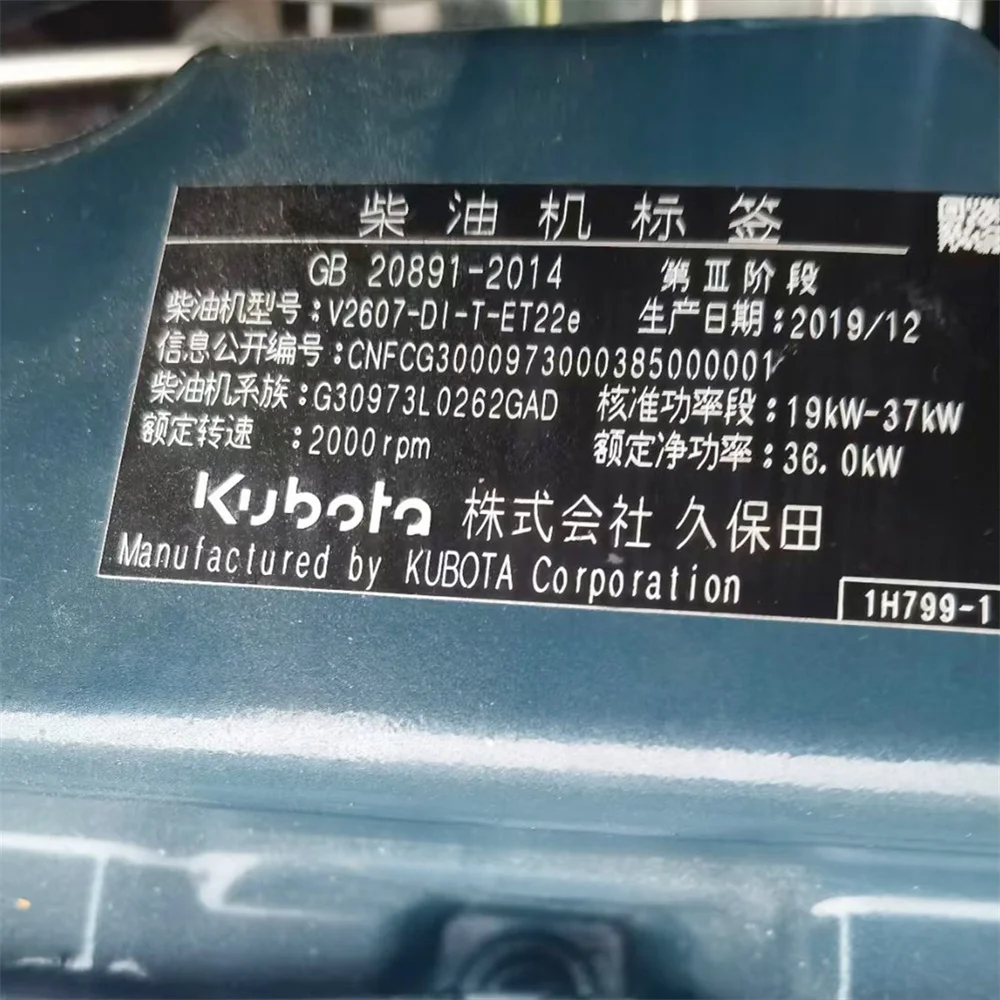 柴油机标签
GB 20891-2014 第Ⅲ阶段
柴油机型号:V2607-DI-T-ET22e 生产日期:2019/12
信息公开编号:CNFCG3000973000385000001
柴油机系族:G30973L0262GAD 核准功率段:19kW-37kW
额定转速 :2000rpm 额定净功率:36.0kW
Kubota 株式会社 久保田
Manufactured by KUBOTA Corporation
1H799-1